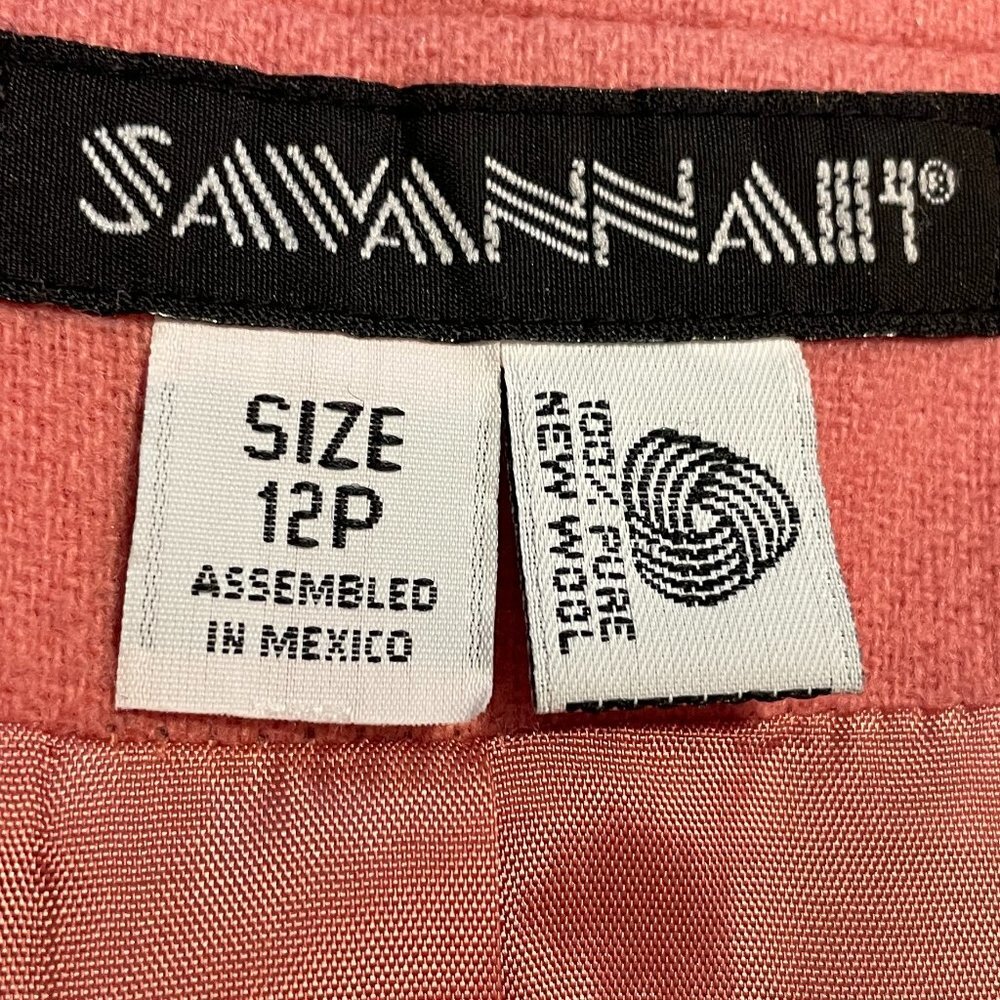 SAVANNAH®
SIZE
12P
ASSEMBLED
IN MEXICO
100% PURE
NEW WOOL